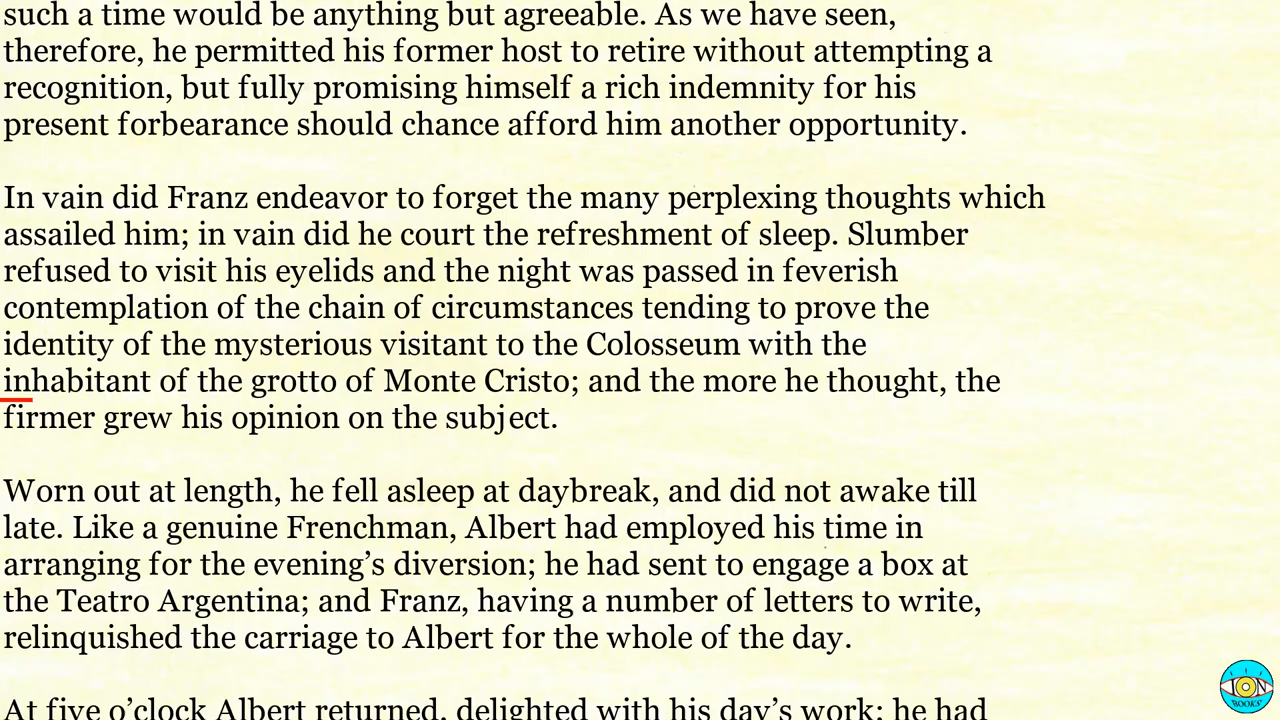 such a time would be anything but agreeable. As we have seen,
therefore, he permitted his former host to retire without attempting a
recognition, but fully promising himself a rich indemnity for his
present forbearance should chance afford him another opportunity.
In vain did Franz endeavor to forget the many perplexing thoughts which
assailed him; in vain did he court the refreshment of sleep. Slumber
refused to visit his eyelids and the night was passed in feverish
contemplation of the chain of circumstances tending to prove the
identity of the mysterious visitant to the Colosseum with the
inhabitant of the grotto of Monte Cristo; and the more he thought, the
firmer grew his opinion on the subject.
Worn out at length, he fell asleep at daybreak, and did not awake till
late. Like a genuine Frenchman, Albert had employed his time in
arranging for the evening’s diversion; he had sent to engage a box at
the Teatro Argentina; and Franz, having a number of letters to write,
relinquished the carriage to Albert for the whole of the day.
At five o’clock Albert returned, delighted with his day’s work; he had
ION
BOOKS